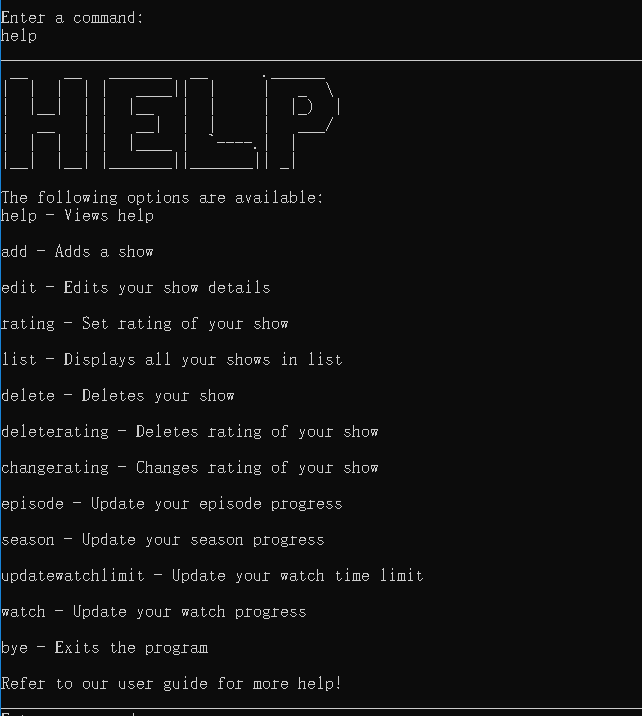 Enter a command:
help
HELP
The following options are available:
help - Views help
add - Adds a show
edit - Edits your show details
rating - Set rating of your show
list - Displays all your shows in list
delete - Deletes your show
deleterating - Deletes rating of your show
changerating - Changes rating of your show
episode - Update your episode progress
season - Update your season progress
updatewatchlimit - Update your watch time limit
watch - Update your watch progress
bye - Exits the program
Refer to our user guide for more help!